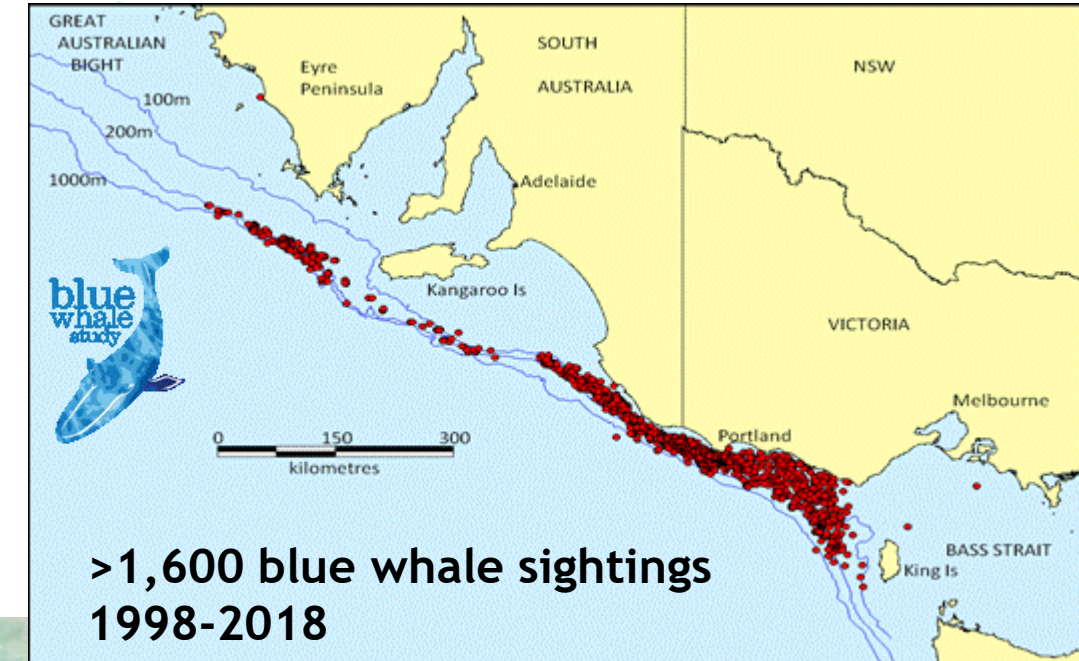 GREAT
AUSTRALIAN
BIGHT
SOUTH
AUSTRALIA
NSW
Eyre
Peninsula
100m
200m
1000m
Adelaide
blue
whale
study
Kangaroo Is
VICTORIA
Melbourne
Portland
0 150 300
kilometres
BASS STRAIT
King Is
>1,600 blue whale sightings
1998-2018